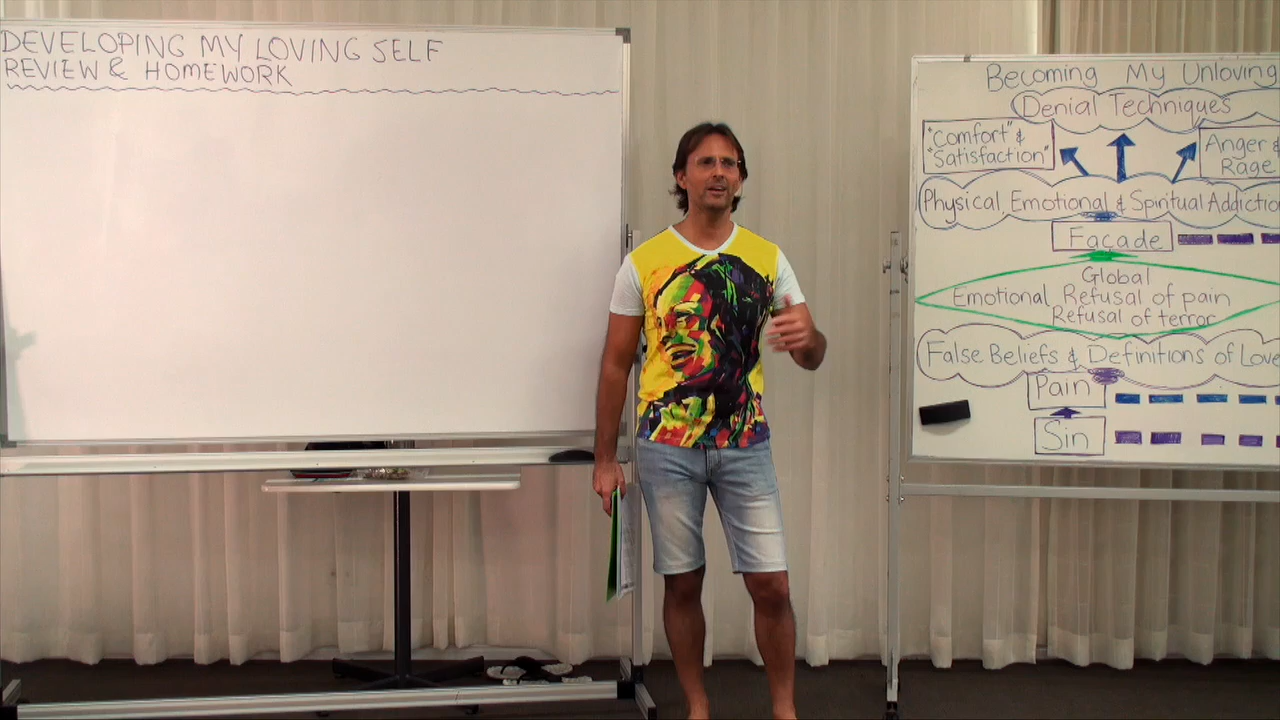 DEVELOPING MY LOVING SELF
REVIEW & HOMEWORK
Becoming My Unloving
Denial Techniques
"Comfort" &
"Satisfaction"
Anger &
Rage
Physical Emotional & Spiritual Addictio
Façade
Global
Emotional Refusal of pain
Refusal of terror
False Beliefs & Definitions of Love
Pain
Sin